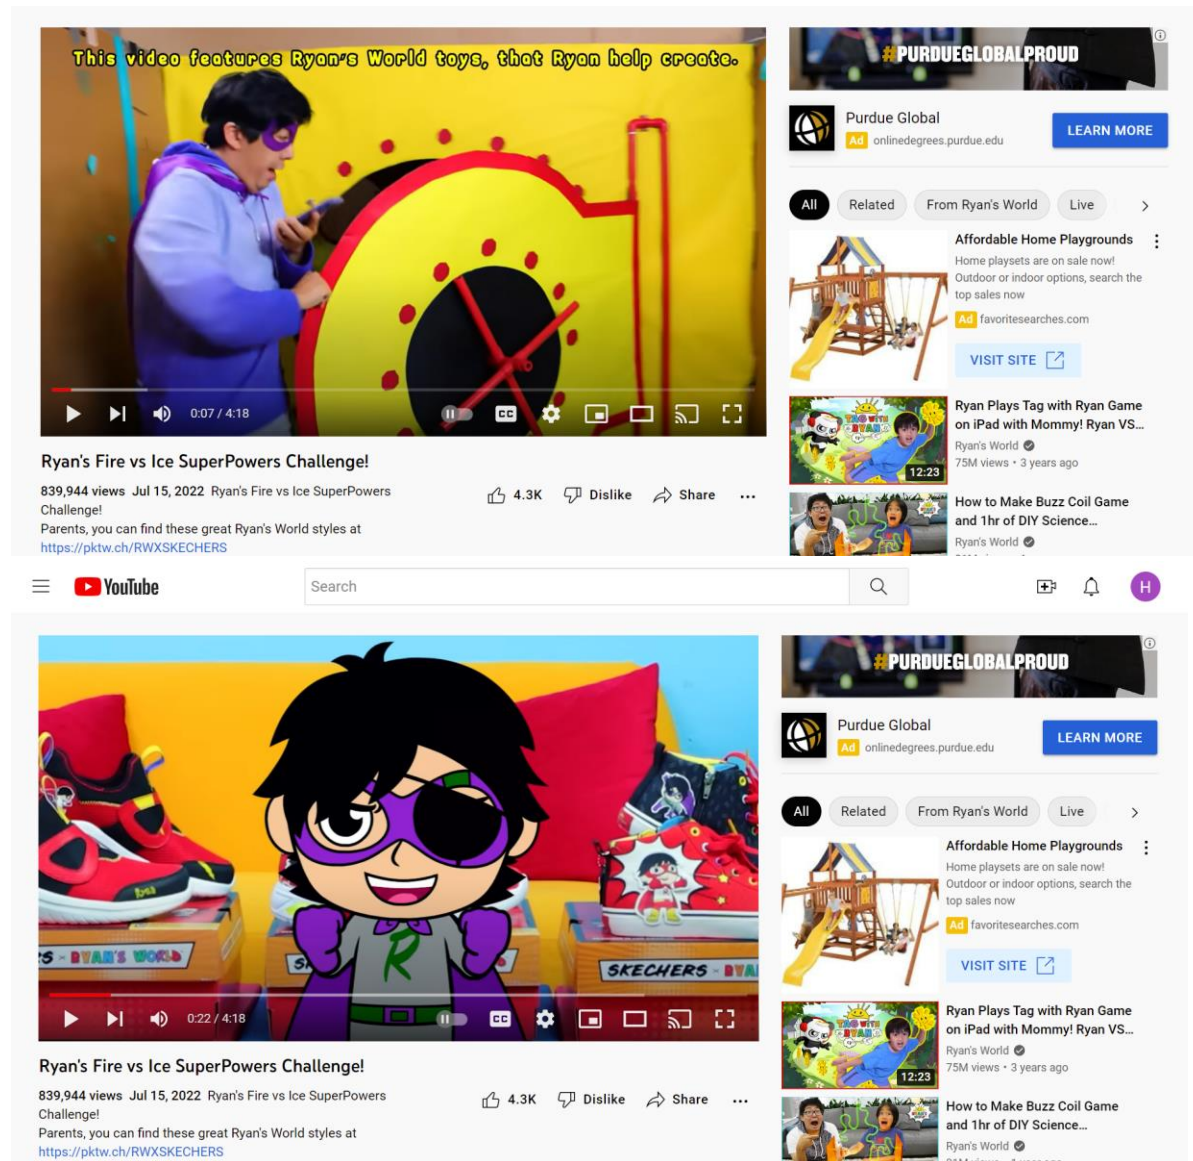 This video features Ryan's World toys, that Ryan help create.
0:07 / 4:18
CC
Ryan's Fire vs Ice SuperPowers Challenge!
839,944 views Jul 15, 2022 Ryan's Fire vs Ice SuperPowers
Challenge!
4.3K Dislike Share
Parents, you can find these great Ryan's World styles at
https://pktw.ch/RWXSKECHERS
#PURDUEGLOBALPROUD
Purdue Global
Ad onlinedegrees.purdue.edu
LEARN MORE
All Related From Ryan's World Live
Affordable Home Playgrounds
Home playsets are on sale now!
Outdoor or indoor options, search the
top sales now
Ad favoritesearches.com
VISIT SITE
TAG WITH
RYAN
12:23
Ryan Plays Tag with Ryan Game
on iPad with Mommy! Ryan VS...
Ryan's World
75M views • 3 years ago
How to Make Buzz Coil Game
and 1hr of DIY Science...
Ryan's World
YouTube
Search
H
RYAN'S WORLD
SKECHERS
R
0:22 / 4:18
CC
Ryan's Fire vs Ice SuperPowers Challenge!
839,944 views Jul 15, 2022 Ryan's Fire vs Ice SuperPowers
Challenge!
4.3K Dislike Share
Parents, you can find these great Ryan's World styles at
https://pktw.ch/RWXSKECHERS
#PURDUEGLOBALPROUD
Purdue Global
Ad onlinedegrees.purdue.edu
LEARN MORE
All Related From Ryan's World Live
Affordable Home Playgrounds
Home playsets are on sale now!
Outdoor or indoor options, search the
top sales now
Ad favoritesearches.com
VISIT SITE
TAG WITH
RYAN
12:23
Ryan Plays Tag with Ryan Game
on iPad with Mommy! Ryan VS...
Ryan's World
75M views • 3 years ago
How to Make Buzz Coil Game
and 1hr of DIY Science...
Ryan's World